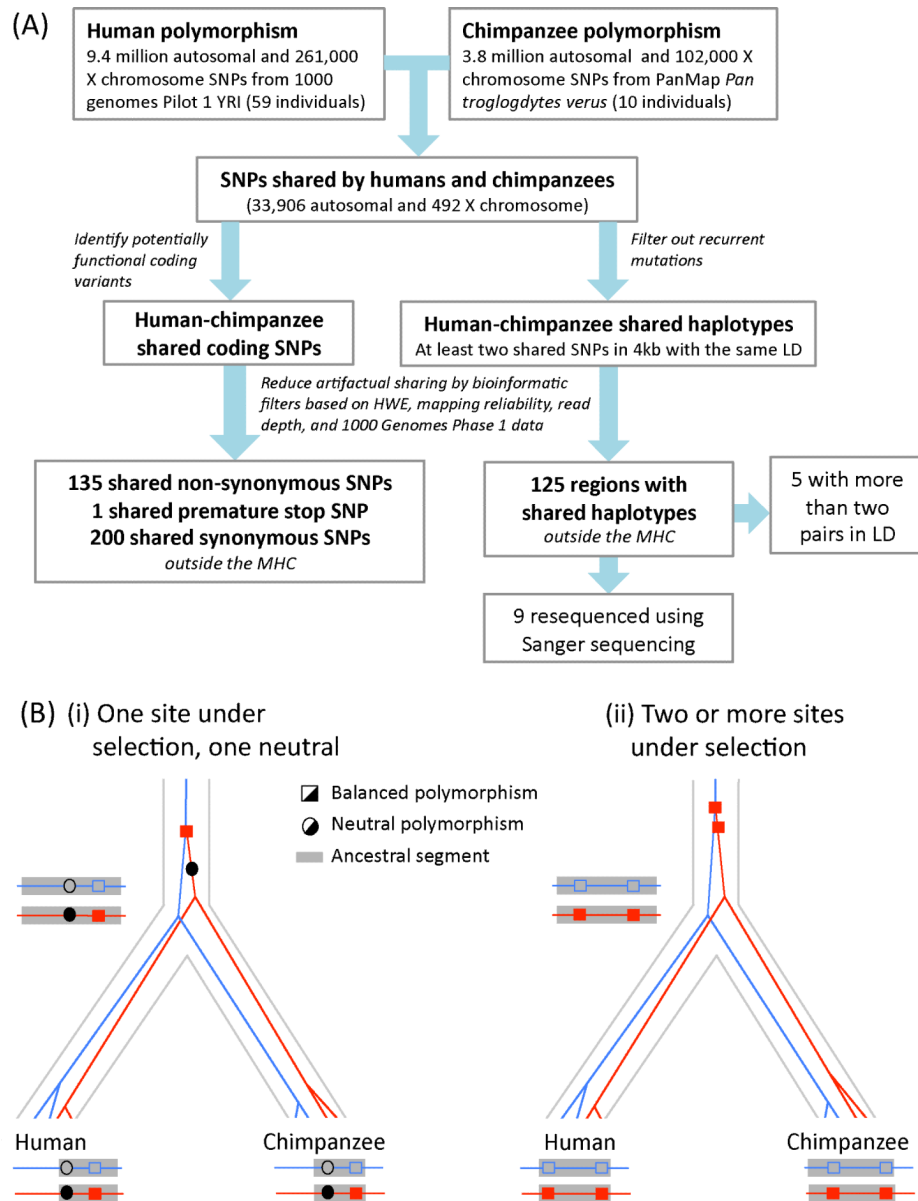 (A)
Human polymorphism
9.4 million autosomal and 261,000
X chromosome SNPs from 1000
genomes Pilot 1 YRI (59 individuals)
Chimpanzee polymorphism
3.8 million autosomal and 102,000 X
chromosome SNPs from PanMap Pan
troglogdytes verus (10 individuals)
SNPs shared by humans and chimpanzees
(33,906 autosomal and 492 X chromosome)
Identify potentially
functional coding
variants
Filter out recurrent
mutations
Human-chimpanzee
shared coding SNPs
Human-chimpanzee shared haplotypes
At least two shared SNPs in 4kb with the same LD
Reduce artifactual sharing by bioinformatic
filters based on HWE, mapping reliability, read
depth, and 1000 Genomes Phase 1 data
135 shared non-synonymous SNPs
1 shared premature stop SNP
200 shared synonymous SNPs
outside the MHC
125 regions with
shared haplotypes
outside the MHC
5 with more
than two
pairs in LD
9 resequenced using
Sanger sequencing
(B) (i) One site under
selection, one neutral
(ii) Two or more sites
under selection
Balanced polymorphism
Neutral polymorphism
Ancestral segment
Human
Chimpanzee
Human
Chimpanzee